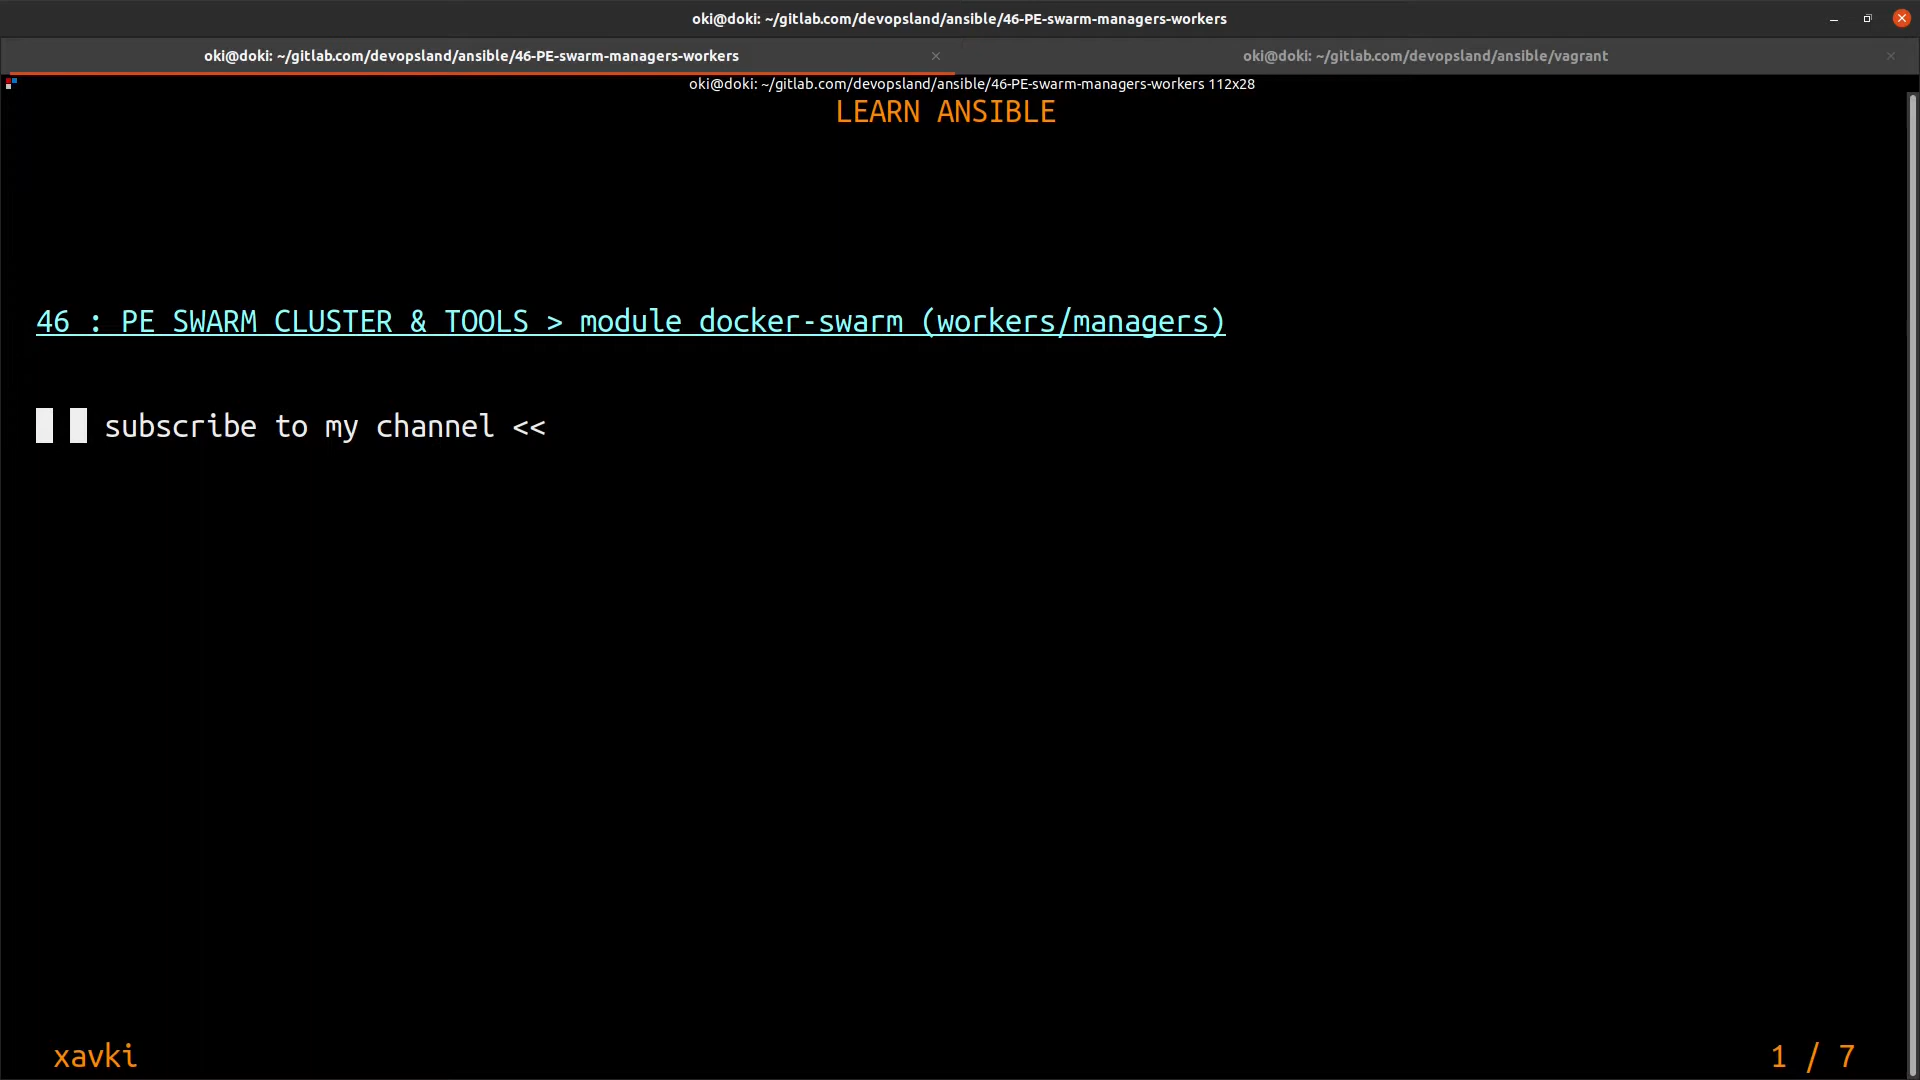 oki@doki: ~/gitlab.com/devopsland/ansible/46-PE-swarm-managers-workers
oki@doki: ~/gitlab.com/devopsland/ansible/46-PE-swarm-managers-workers
oki@doki: ~/gitlab.com/devopsland/ansible/vagrant
oki@doki: ~/gitlab.com/devopsland/ansible/46-PE-swarm-managers-workers 112x28
LEARN ANSIBLE
46 : PE SWARM CLUSTER & TOOLS > module docker-swarm (workers/managers)
subscribe to my channel <<
xavki
1 / 7